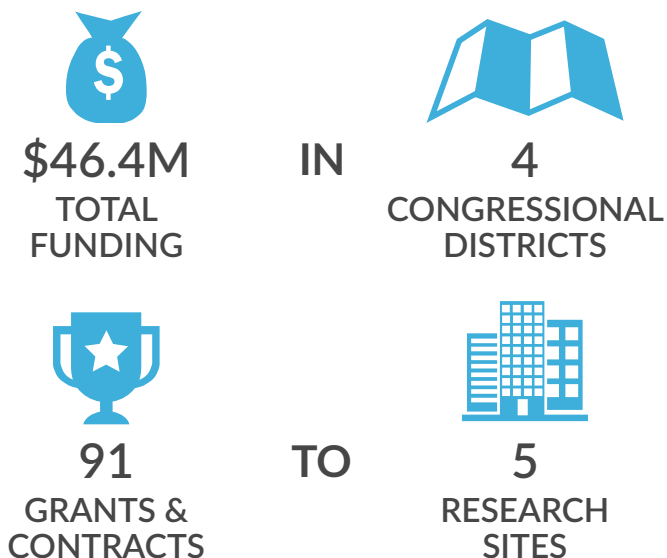 $
$46.4M IN 4
TOTAL FUNDING
CONGRESSIONAL DISTRICTS
91 TO 5
GRANTS & CONTRACTS
RESEARCH SITES